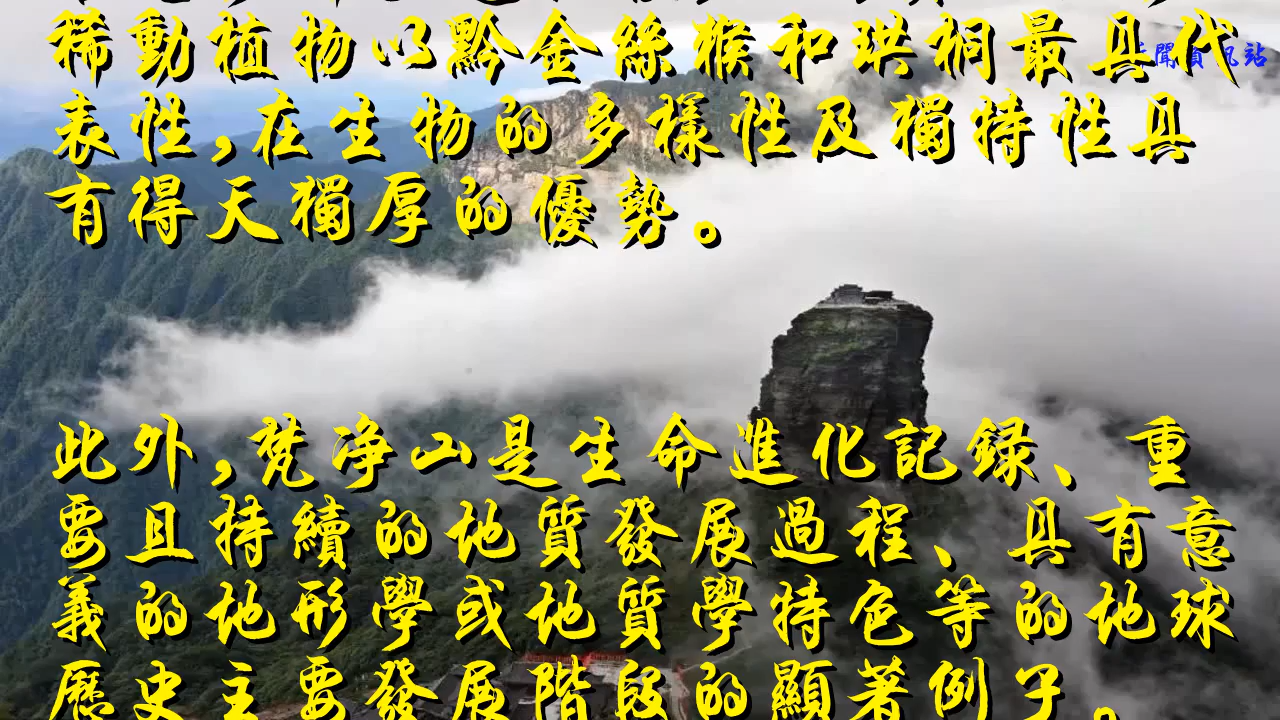 稀動植物以黔金絲猴和珙桐最具代
表性,在生物的多樣性及獨特性具
有得天獨厚的優勢。
此外,梵净山是生命進化記録、重
要且持續的地質發展過程、具有意
義的地形學或地質學特色等的地球
歷史主要發展階段的顯著例子。